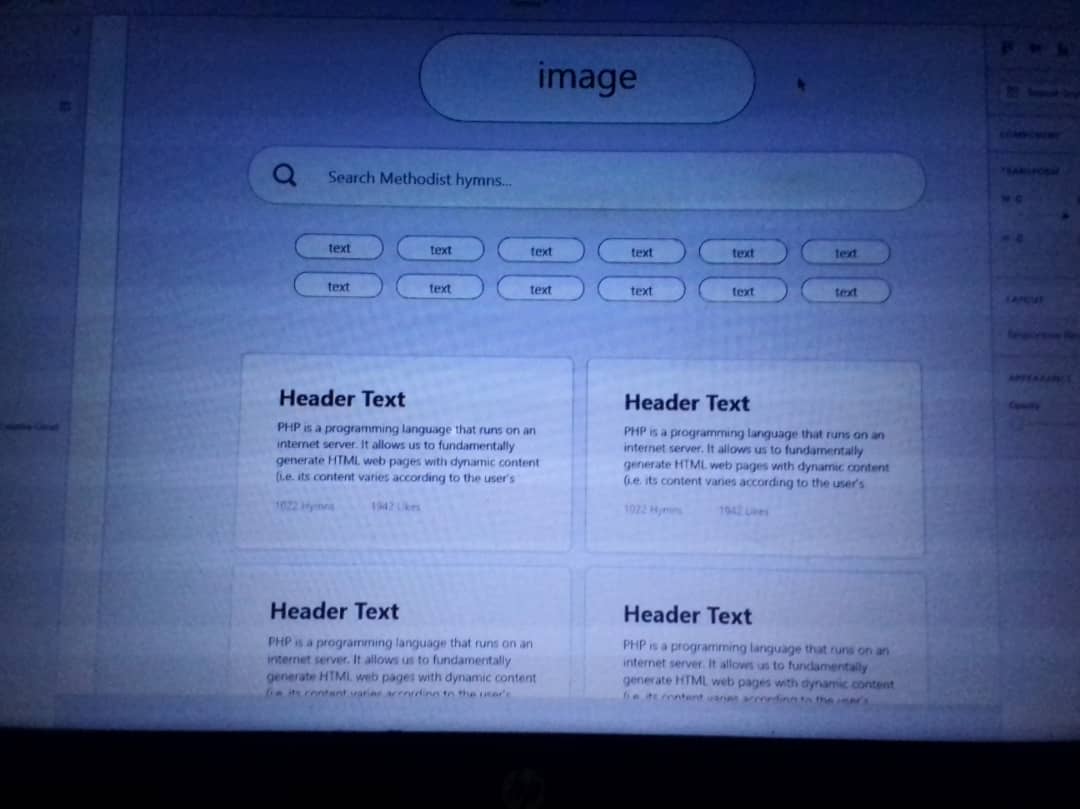 image
Search Methodist hymns...
text text text text text text
text text text text text text
Header Text
PHP is a programming language that runs on an
internet server. It allows us to fundamentally
generate HTML web pages with dynamic content
(i.e. its content varies according to the user's
1022 Hymns 1942 Likes
Header Text
PHP is a programming language that runs on an
internet server. It allows us to fundamentally
generate HTML web pages with dynamic content
(i.e. its content varies according to the user's
1022 Hymns 1942 Likes
Header Text
PHP is a programming language that runs on an
internet server. It allows us to fundamentally
generate HTML web pages with dynamic content
(i.e. its content varies according to the user's
Header Text
PHP is a programming language that runs on an
internet server. It allows us to fundamentally
generate HTML web pages with dynamic content
(i.e. its content varies according to the user's
COMPONENT
TRANSFORM
LAYOUT
APPEARANCE
Opacity